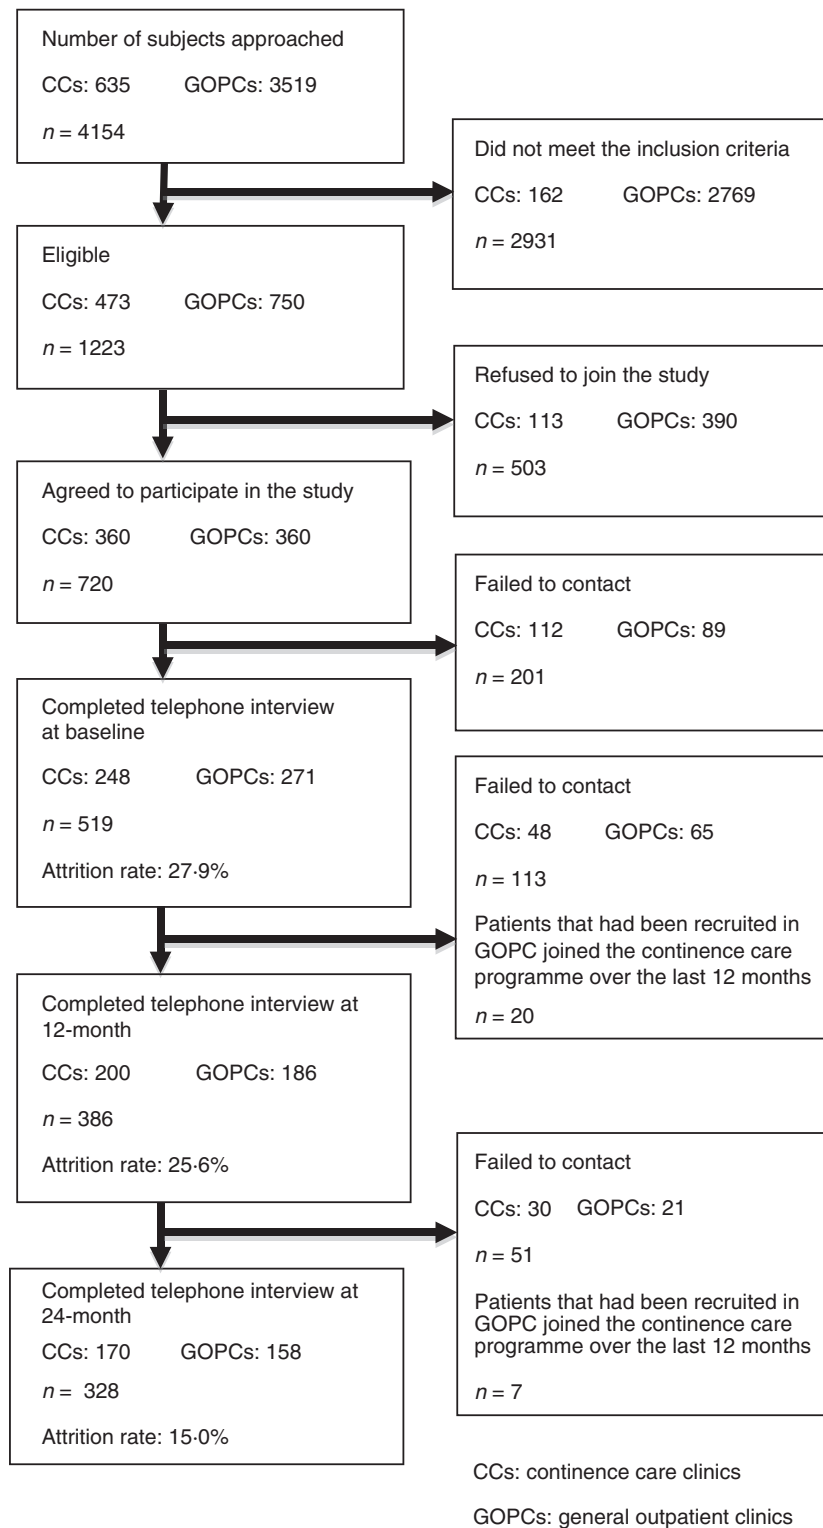 Number of subjects approached
CCs: 635 GOPCs: 3519
n = 4154
Did not meet the inclusion criteria
CCs: 162 GOPCs: 2769
n = 2931
Eligible
CCs: 473 GOPCs: 750
n = 1223
Refused to join the study
CCs: 113 GOPCs: 390
n = 503
Agreed to participate in the study
CCs: 360 GOPCs: 360
n = 720
Failed to contact
CCs: 112 GOPCs: 89
n = 201
Completed telephone interview
at baseline
CCs: 248 GOPCs: 271
n = 519
Attrition rate: 27·9%
Failed to contact
CCs: 48 GOPCs: 65
n = 113
Patients that had been recruited in
GOPC joined the continence care
programme over the last 12 months
n = 20
Completed telephone interview at
12-month
CCs: 200 GOPCs: 186
n = 386
Attrition rate: 25·6%
Failed to contact
CCs: 30 GOPCs: 21
n = 51
Patients that had been recruited in
GOPC joined the continence care
programme over the last 12 months
n = 7
Completed telephone interview at
24-month
CCs: 170 GOPCs: 158
n = 328
Attrition rate: 15·0%
CCs: continence care clinics
GOPCs: general outpatient clinics